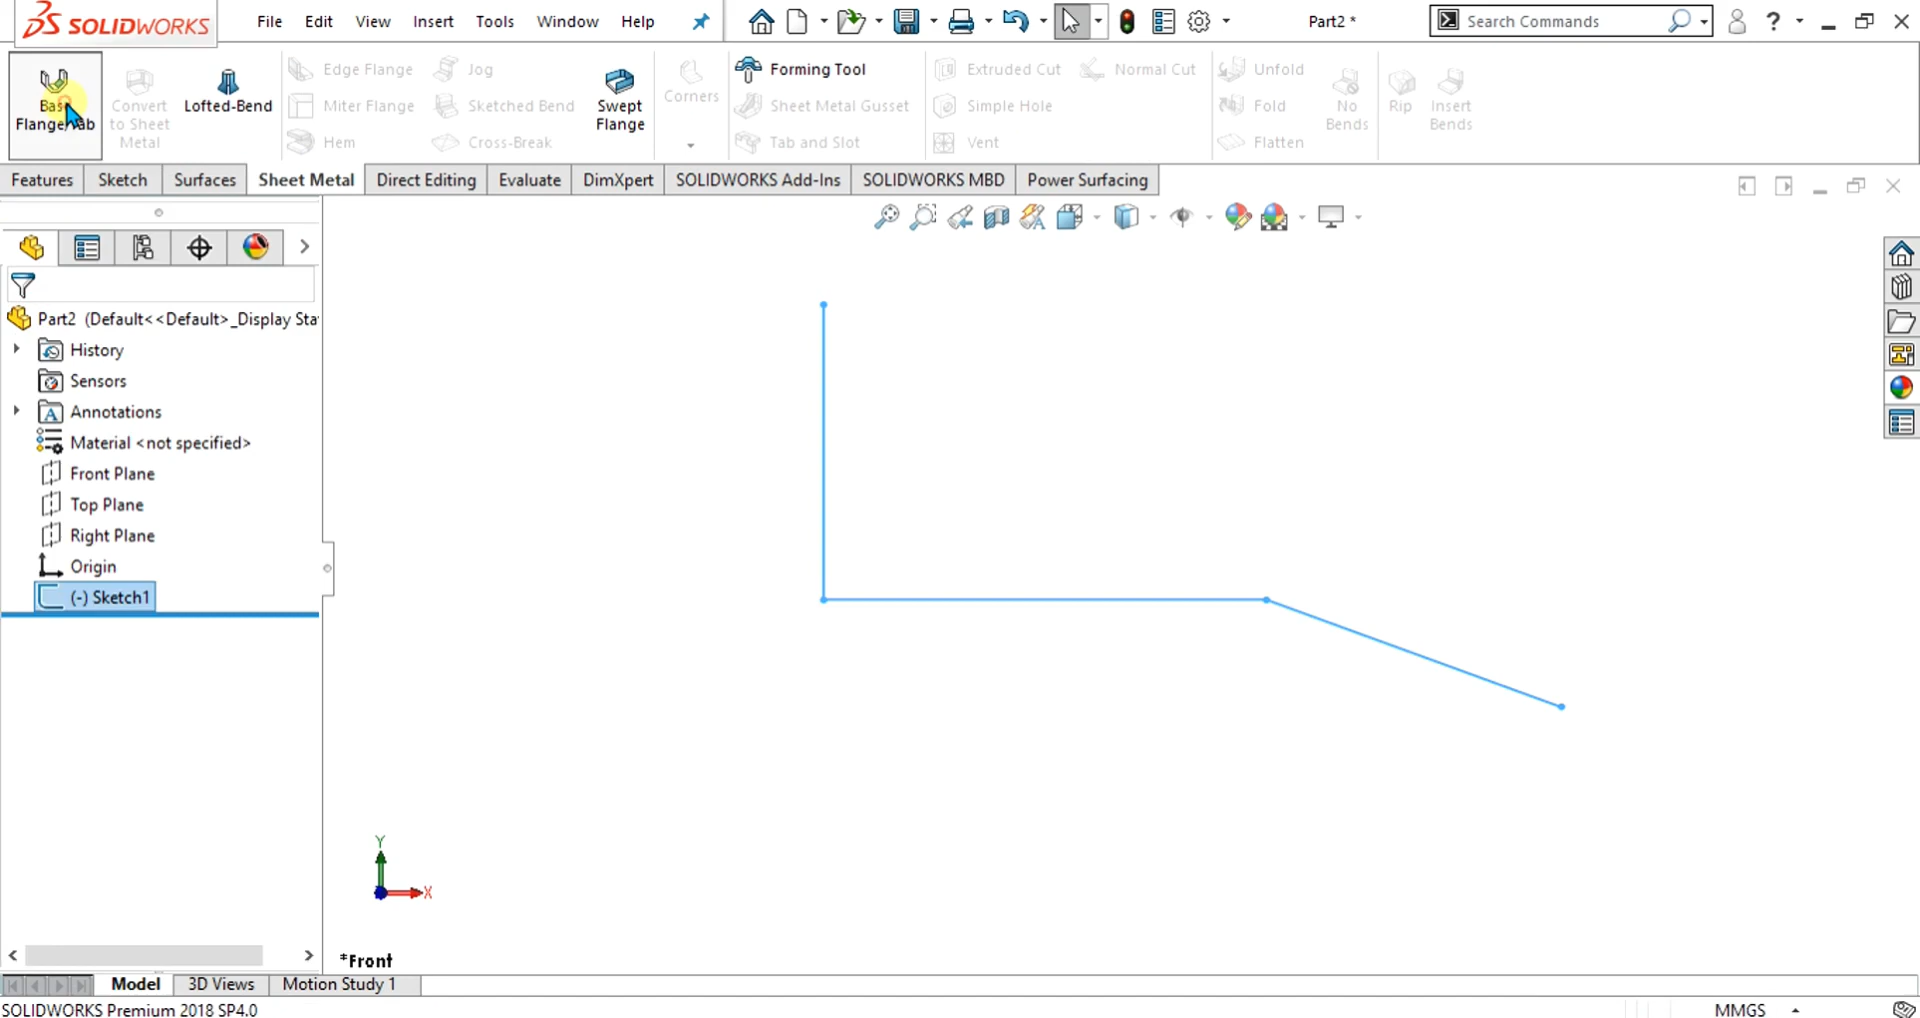 SOLIDWORKS File Edit View Insert Tools Window Help Part2 * Search Commands ?
Base Flange/Tab
Convert to Sheet Metal
Lofted-Bend
Edge Flange
Miter Flange
Hem
Jog
Sketched Bend
Cross-Break
Swept Flange
Corners
Forming Tool
Sheet Metal Gusset
Tab and Slot
Extruded Cut
Simple Hole
Vent
Normal Cut
Unfold
Fold
Flatten
No Bends
Rip
Insert Bends
Features Sketch Surfaces Sheet Metal Direct Editing Evaluate DimXpert SOLIDWORKS Add-Ins SOLIDWORKS MBD Power Surfacing
Part2 (Default<<Default>_Display Sta
History
Sensors
Annotations
Material <not specified>
Front Plane
Top Plane
Right Plane
Origin
(-) Sketch1
Y
X
*Front
Model 3D Views Motion Study 1
SOLIDWORKS Premium 2018 SP4.0 MMGS